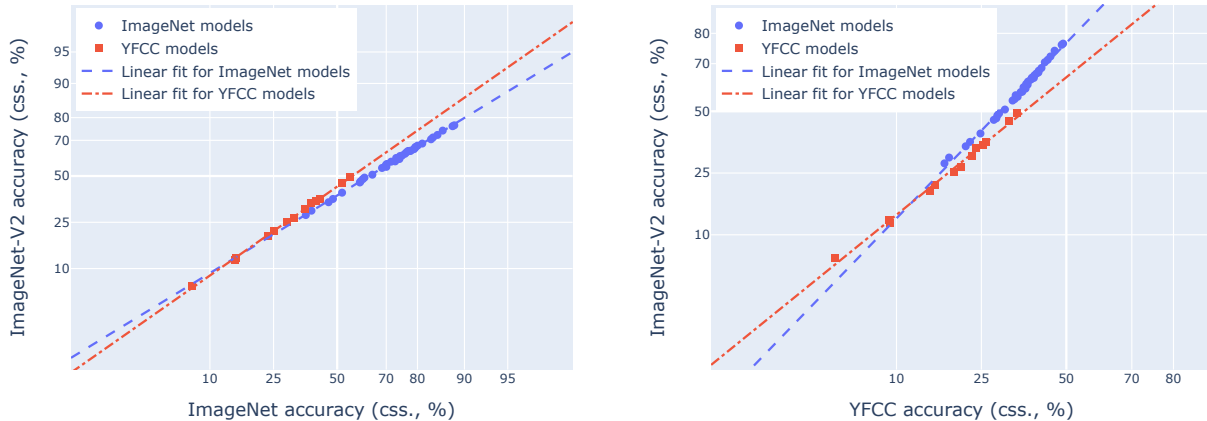 ImageNet models
YFCC models
Linear fit for ImageNet models
Linear fit for YFCC models
ImageNet-V2 accuracy (css., %)
95
90
80
70
50
25
10
10
25
50
70
80
90
95
ImageNet accuracy (css., %)
ImageNet models
YFCC models
Linear fit for ImageNet models
Linear fit for YFCC models
ImageNet-V2 accuracy (css., %)
80
70
50
25
10
10
25
50
70
80
YFCC accuracy (css., %)